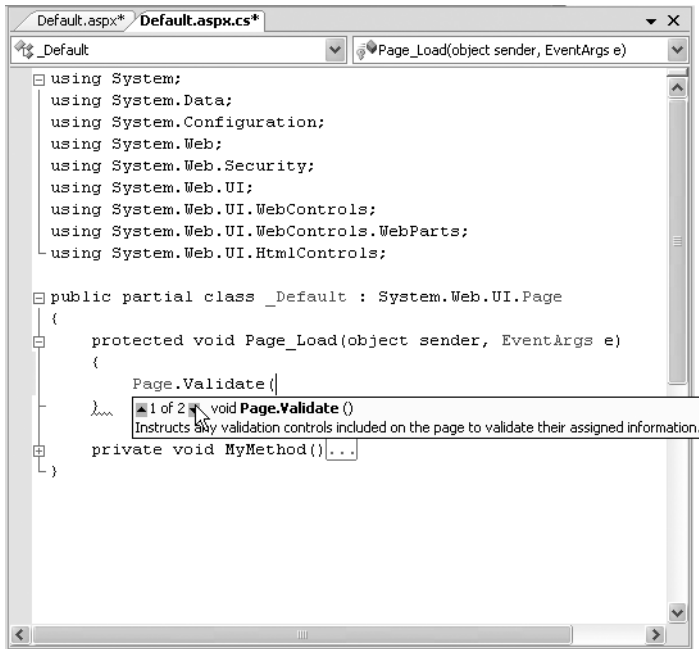 Default.aspx* Default.aspx.cs*
_Default Page_Load(object sender, EventArgs e)
using System;
using System.Data;
using System.Configuration;
using System.Web;
using System.Web.Security;
using System.Web.UI;
using System.Web.UI.WebControls;
using System.Web.UI.WebControls.WebParts;
using System.Web.UI.HtmlControls;
public partial class _Default : System.Web.UI.Page
{
protected void Page_Load(object sender, EventArgs e)
{
Page.Validate(
} 1 of 2 void Page.Validate ()
Instructs any validation controls included on the page to validate their assigned information.
private void MyMethod()...
}